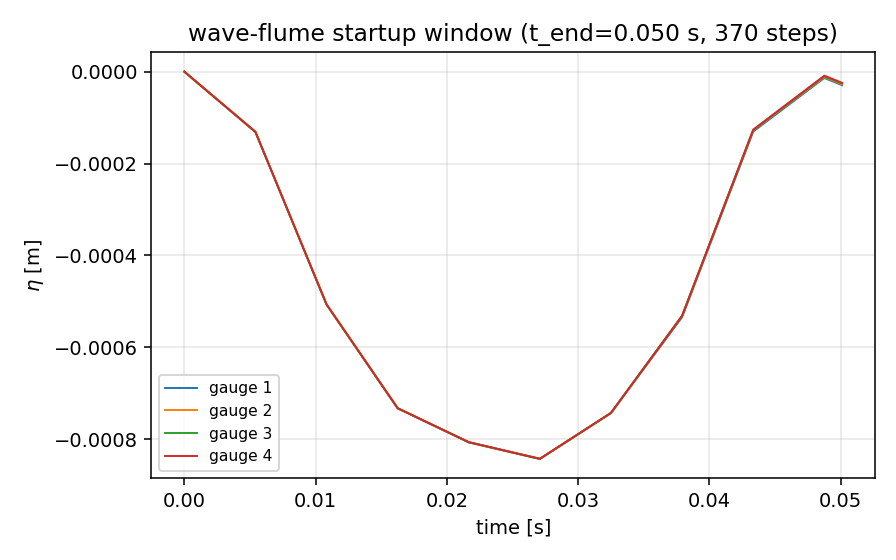 wave-flume startup window (t_end=0.050 s, 370 steps)
0.0000
−0.0002
−0.0004
−0.0006
−0.0008
η [m]
gauge 1
gauge 2
gauge 3
gauge 4
0.00 0.01 0.02 0.03 0.04 0.05
time [s]